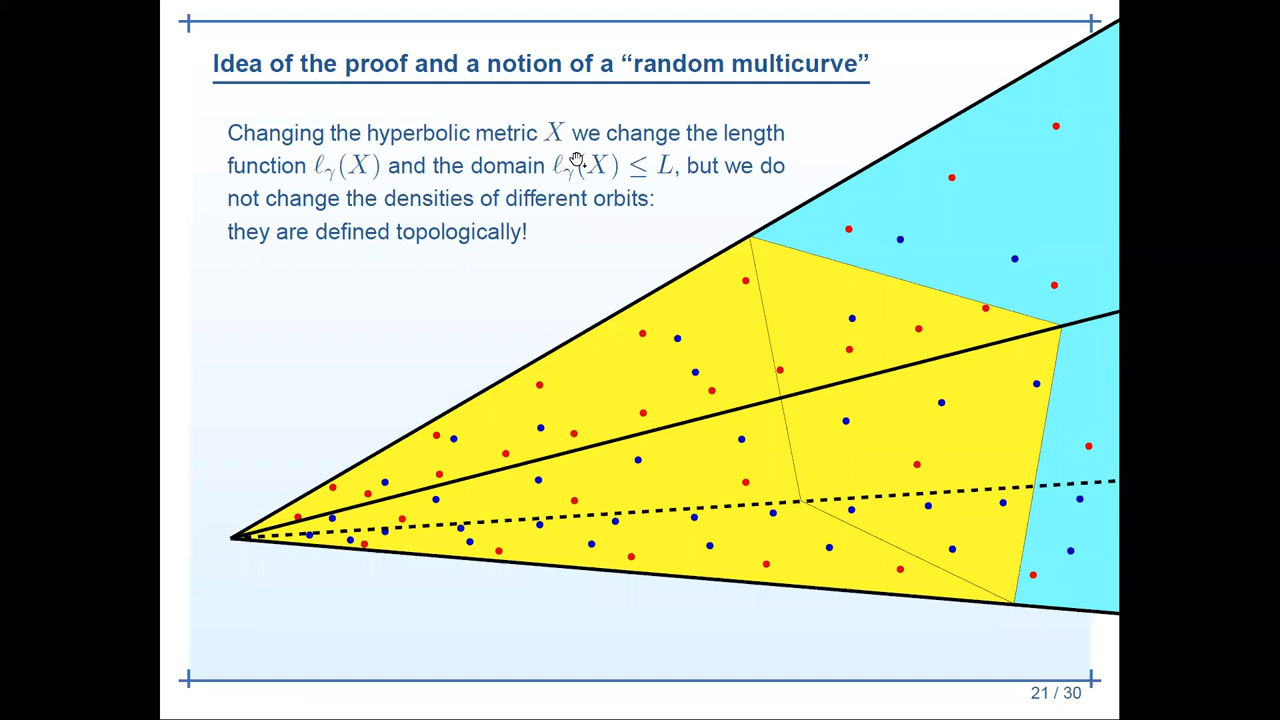 Idea of the proof and a notion of a “random multicurve”
Changing the hyperbolic metric X we change the length
function ℓγ(X) and the domain ℓγ(X) ≤ L, but we do
not change the densities of different orbits:
they are defined topologically!
21 / 30